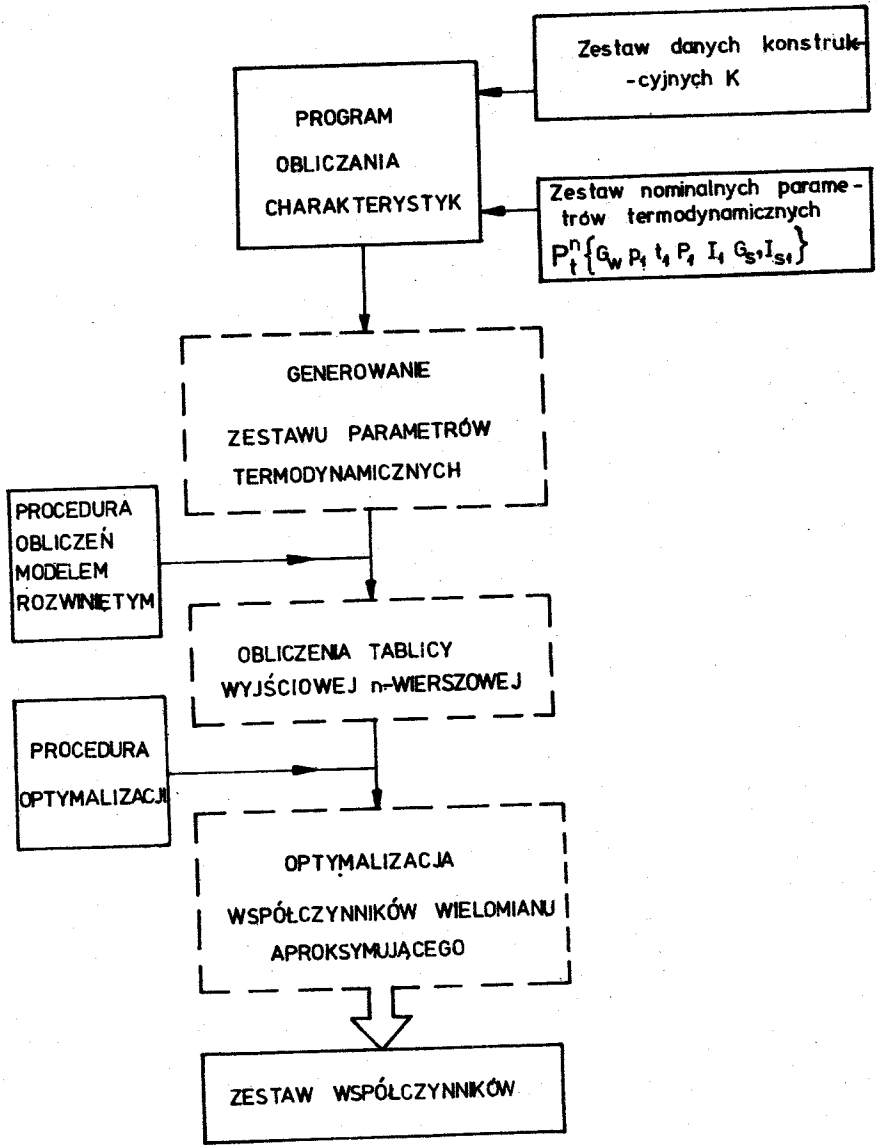 Zestaw danych konstruk-
-cyjnych K
PROGRAM
OBLICZANIA
CHARAKTERYSTYK
Zestaw nominalnych parame-
trów termodynamicznych
P_t^n {G_w p_1 t_1 P_1 I_1 G_s, I_s1}
GENEROWANIE
ZESTAWU PARAMETRÓW
TERMODYNAMICZNYCH
PROCEDURA
OBLICZEŃ
MODELEM
ROZWINIĘTYM
OBLICZENIA TABLICY
WYJŚCIOWEJ n-WIERSZOWEJ
PROCEDURA
OPTYMALIZACJI
OPTYMALIZACJA
WSPÓŁCZYNNIKÓW WIELOMIANU
APROKSYMUJĄCEGO
ZESTAW WSPÓŁCZYNNIKÓW